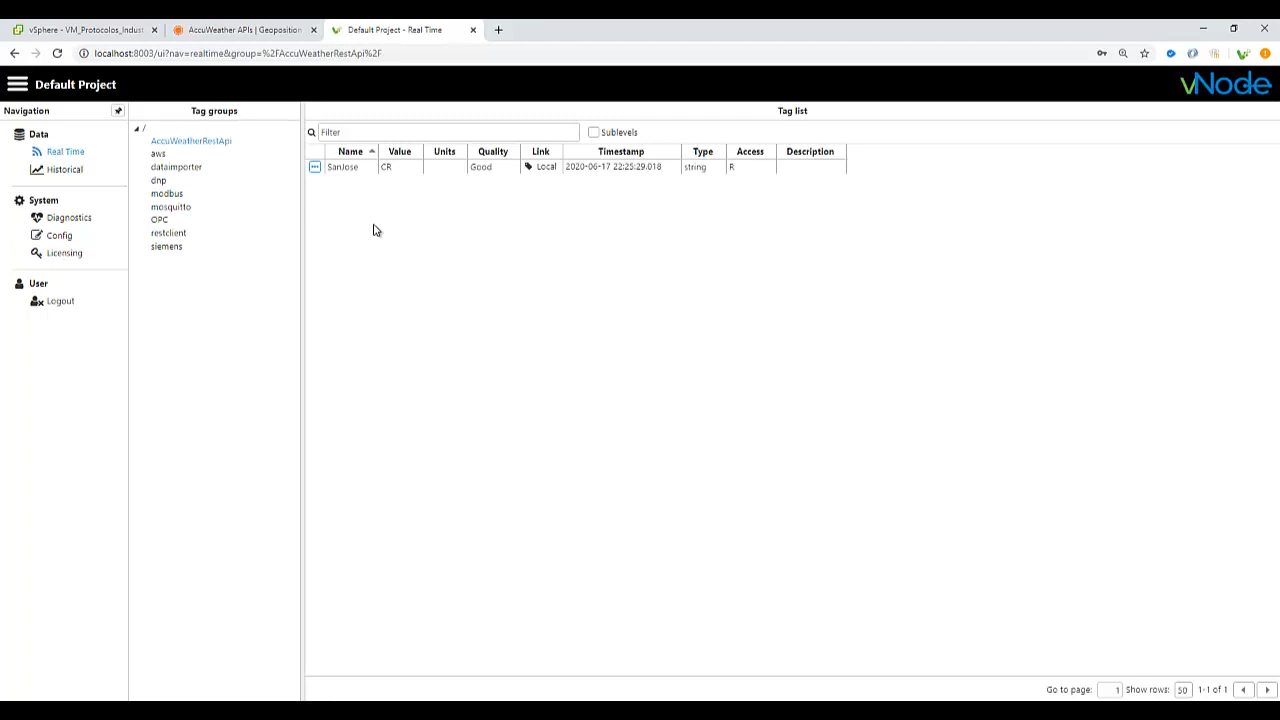 vSphere - VM_Protocolos_Indus
AccuWeather APIs | Geoposition
Default Project - Real Time
localhost:8003/ui?nav=realtime&group=%2FAccuWeatherRestApi%2F
Default Project
vNode
Navigation
Tag groups
Tag list
Data
Real Time
Historical
System
Diagnostics
Config
Licensing
User
Logout
/
AccuWeatherRestApi
aws
dataimporter
dnp
modbus
mosquitto
OPC
restclient
siemens
Filter
Sublevels
Name Value Units Quality Link Timestamp Type Access Description
SanJose CR Good Local 2020-06-17 22:25:29.018 string R
Go to page: 1 Show rows: 50 1-1 of 1